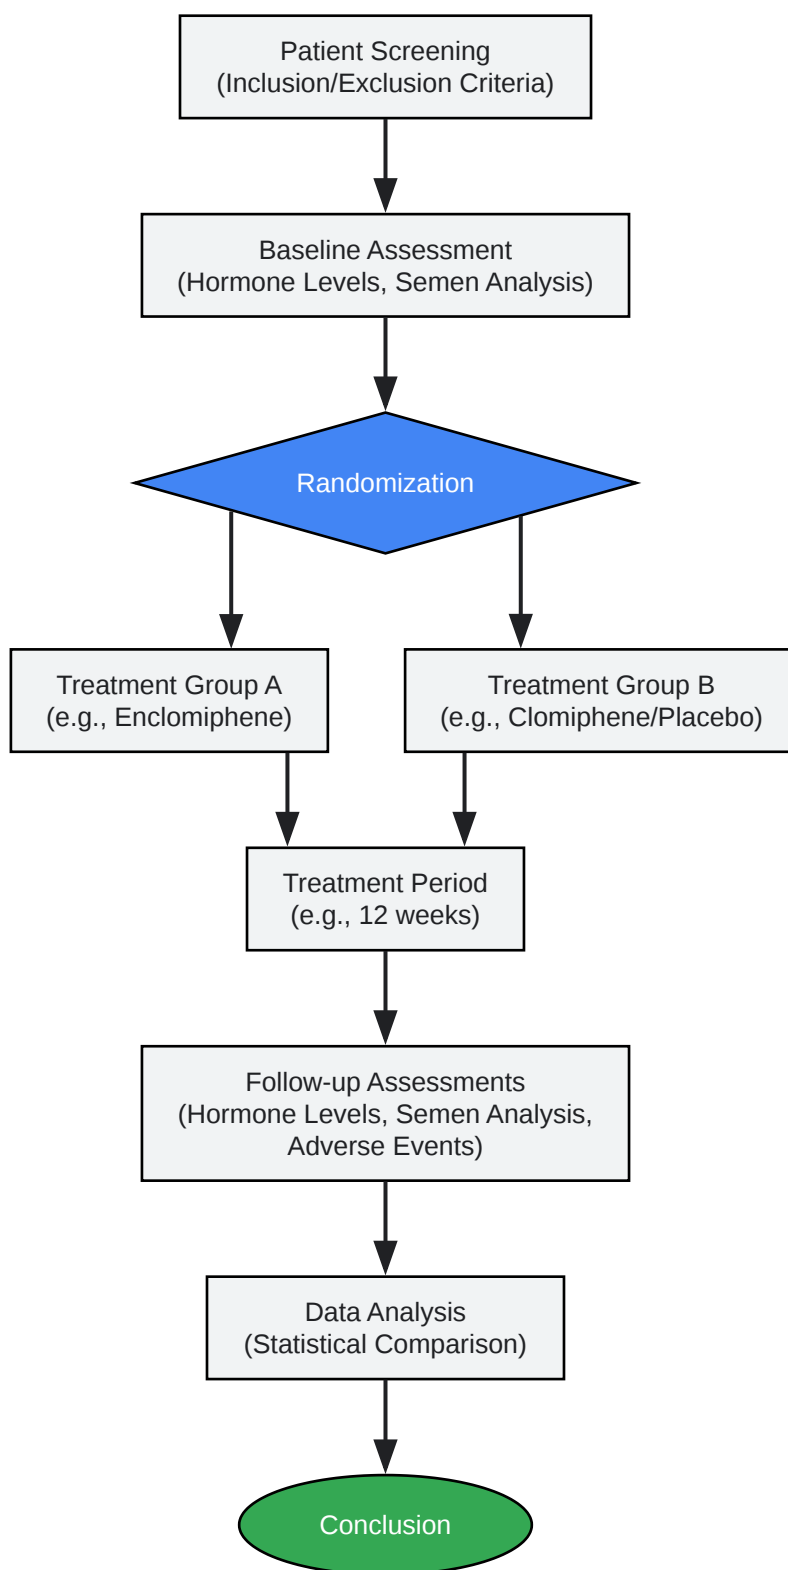 Patient Screening
(Inclusion/Exclusion Criteria)
Baseline Assessment
(Hormone Levels, Semen Analysis)
Randomization
Treatment Group A
(e.g., Enclomiphene)
Treatment Group B
(e.g., Clomiphene/Placebo)
Treatment Period
(e.g., 12 weeks)
Follow-up Assessments
(Hormone Levels, Semen Analysis,
Adverse Events)
Data Analysis
(Statistical Comparison)
Conclusion